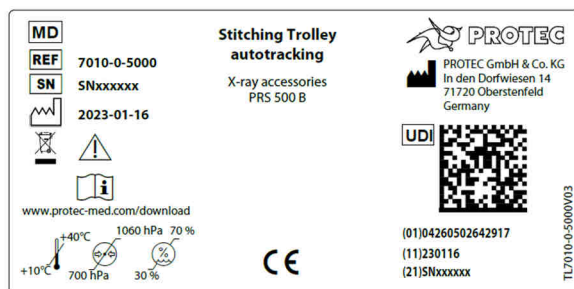 MD
REF 7010-0-5000
SN SNxxxxxx
2023-01-16
www.protec-med.com/download
+10°C +40°C
700 hPa 1060 hPa
30 % % 70 %
Stitching Trolley
autotracking
X-ray accessories
PRS 500 B
CE
PROTEC
PROTEC GmbH & Co. KG
In den Dorfwiesen 14
71720 Oberstenfeld
Germany
UDI
(01)04260502642917
(11)230116
(21)SNxxxxxx
TL7010-0-5000V03